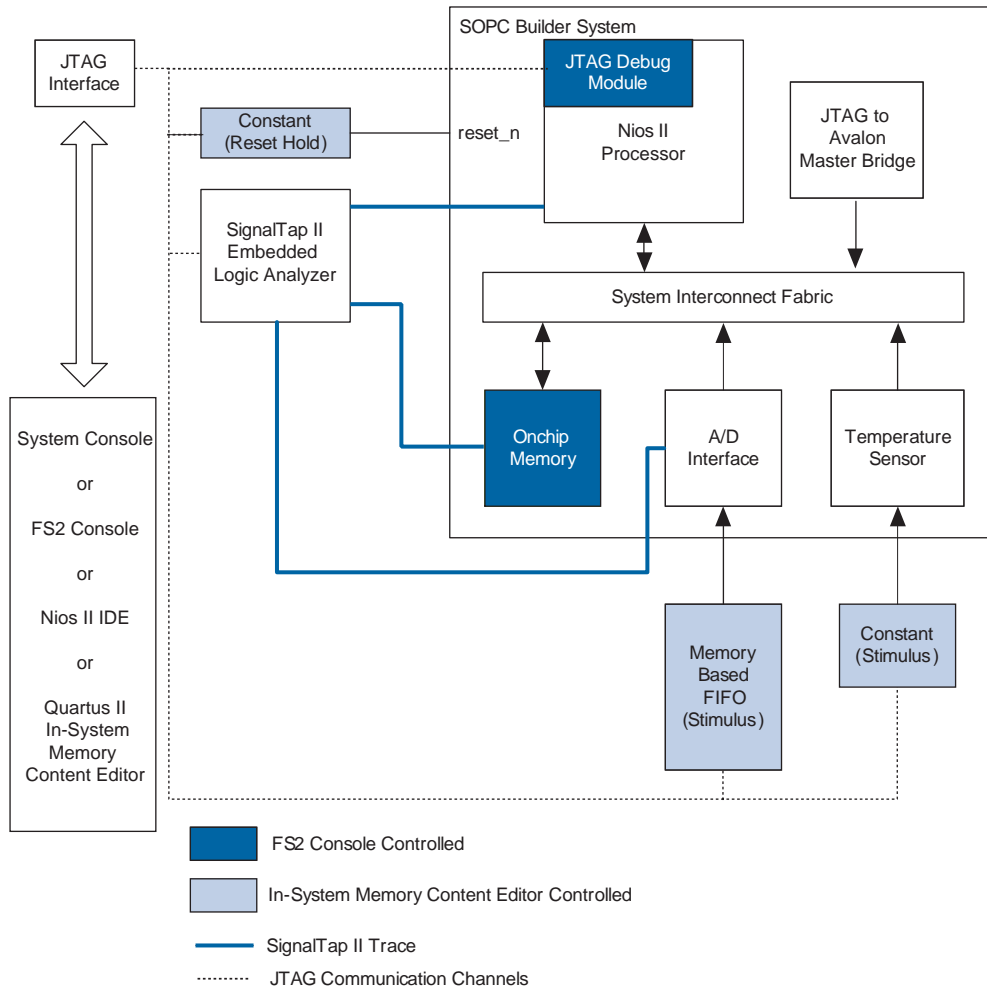 SOPC Builder System
JTAG
Interface
JTAG Debug
Module
Nios II
Processor
JTAG to
Avalon
Master Bridge
Constant
(Reset Hold)
reset_n
SignalTap II
Embedded
Logic Analyzer
System Interconnect Fabric
Onchip
Memory
A/D
Interface
Temperature
Sensor
System Console
or
FS2 Console
or
Nios II IDE
or
Quartus II
In-System
Memory
Content Editor
Memory
Based
FIFO
(Stimulus)
Constant
(Stimulus)
FS2 Console Controlled
In-System Memory Content Editor Controlled
SignalTap II Trace
JTAG Communication Channels